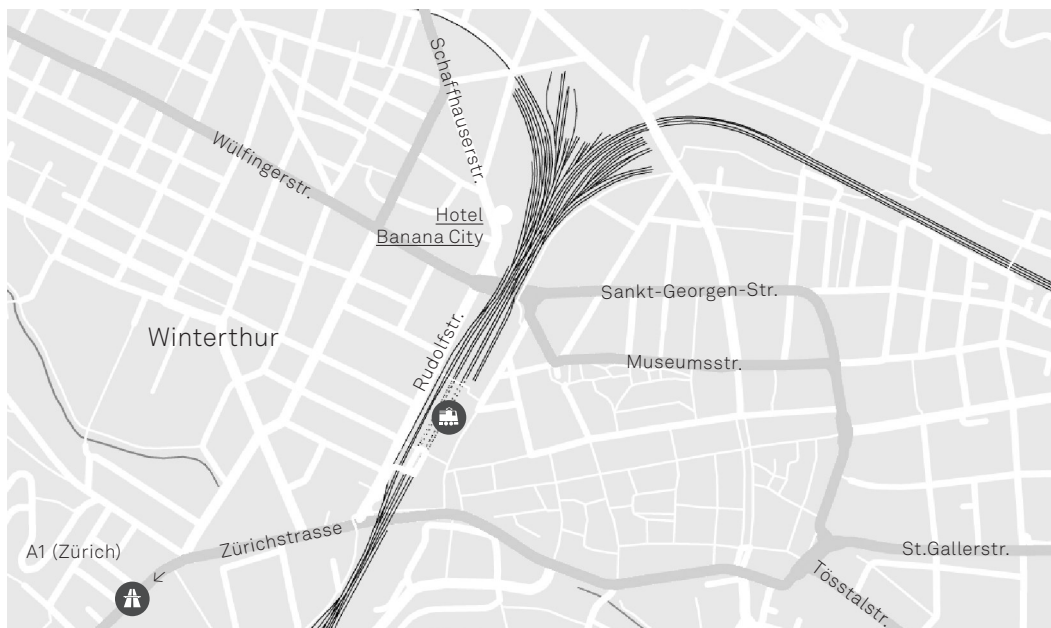 Schaffhauserstr.
Wülfingerstr.
Hotel
Banana City
Sankt-Georgen-Str.
Winterthur
Rudolfstr.
Museumsstr.
Zürichstrasse
A1 (Zürich)
St.Gallerstr.
Tösstalstr.